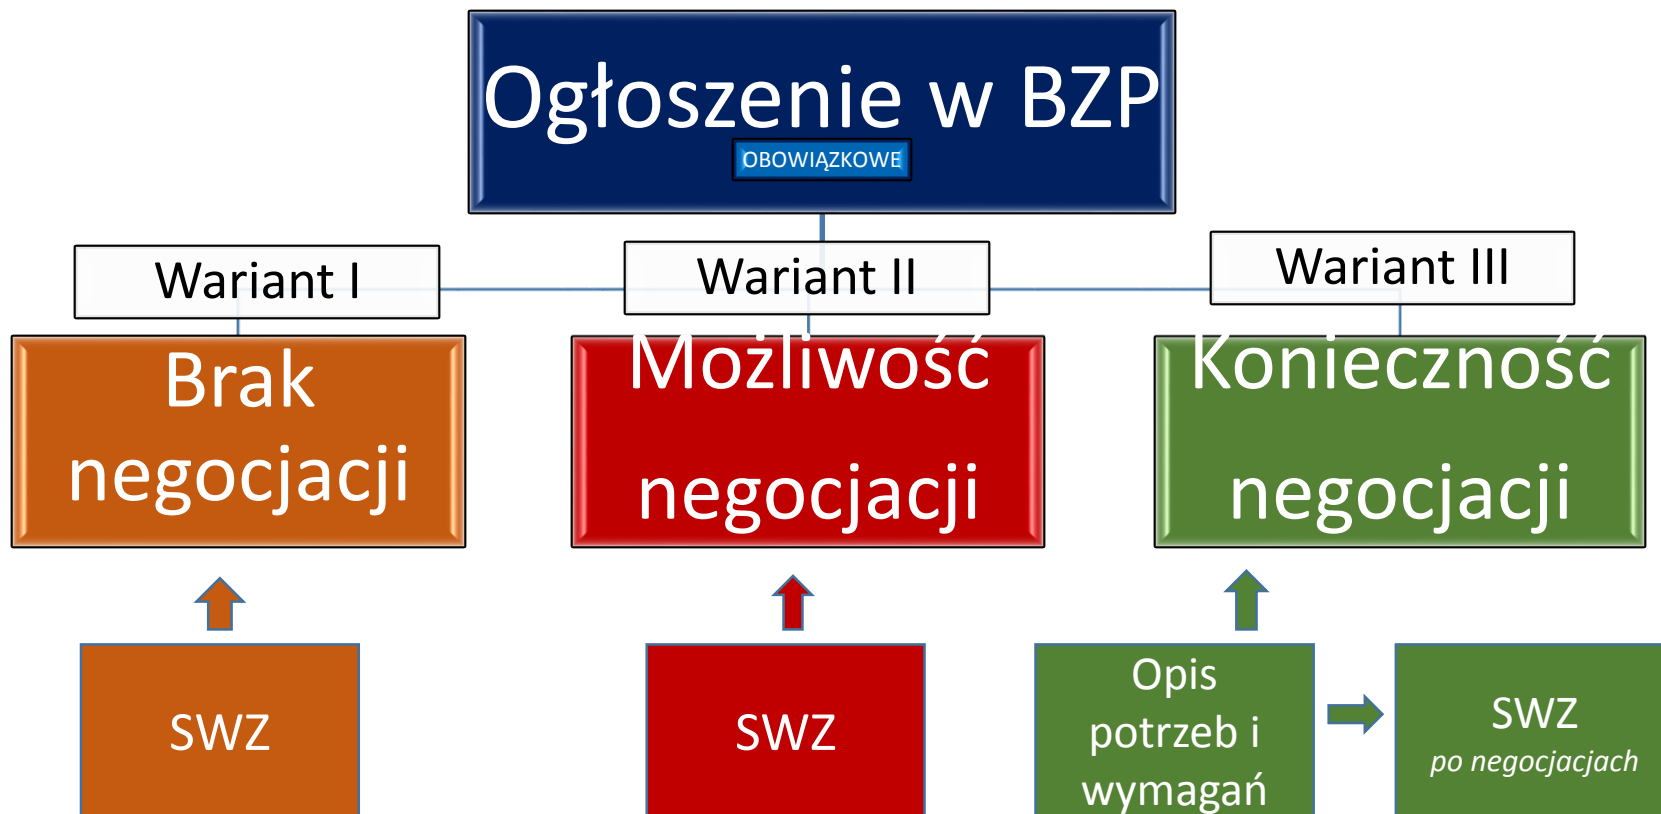 Ogłoszenie w BZP
OBOWIĄZKOWE
Wariant I
Wariant II
Wariant III
Brak
negocjacji
Możliwość
negocjacji
Konieczność
negocjacji
SWZ
SWZ
Opis
potrzeb i
wymagań
SWZ
po negocjacjach